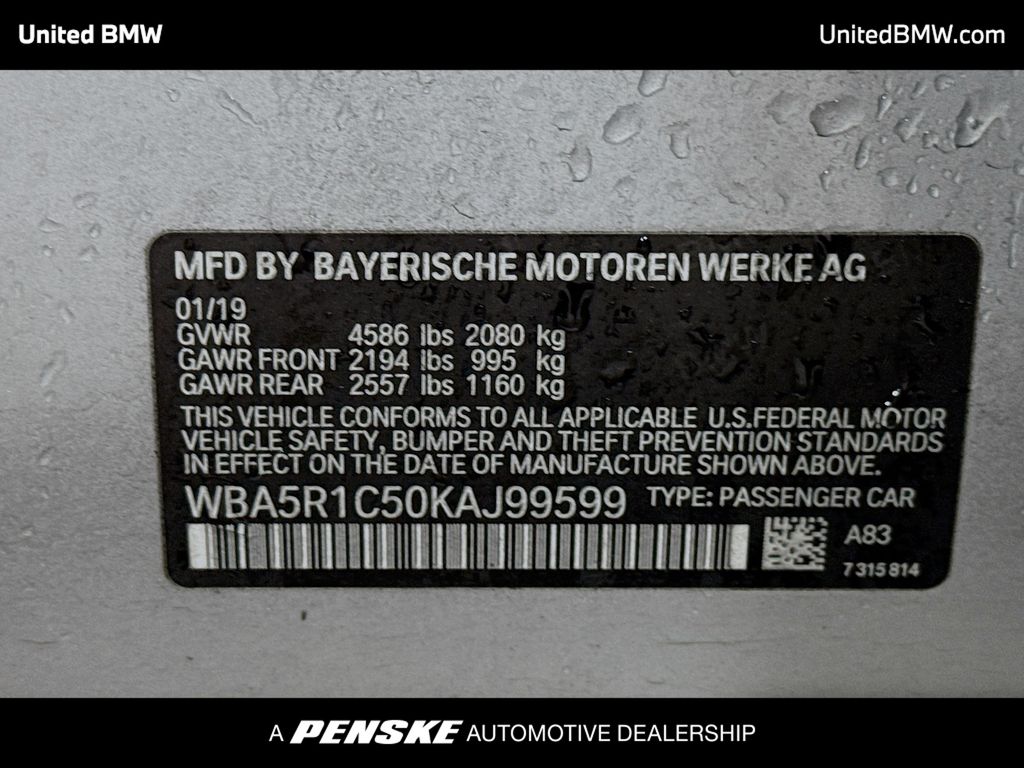 United BMW
UnitedBMW.com
MFD BY BAYERISCHE MOTOREN WERKE AG
01/19
GVWR 4586 lbs 2080 kg
GAWR FRONT 2194 lbs 995 kg
GAWR REAR 2557 lbs 1160 kg
THIS VEHICLE CONFORMS TO ALL APPLICABLE U.S.FEDERAL MOTOR
VEHICLE SAFETY, BUMPER AND THEFT PREVENTION STANDARDS
IN EFFECT ON THE DATE OF MANUFACTURE SHOWN ABOVE.
WBA5R1C50KAJ99599 TYPE: PASSENGER CAR
A83
7 315 814
A PENSKE AUTOMOTIVE DEALERSHIP